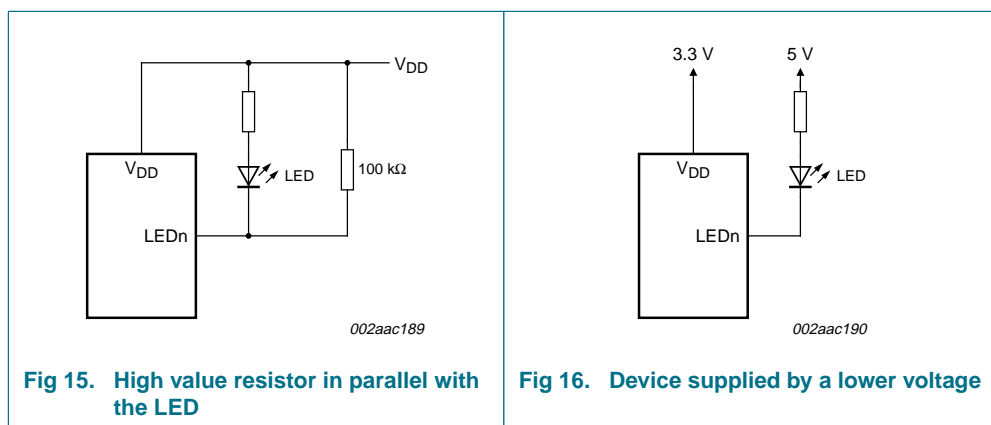 V_DD
V_DD
LED
100 kΩ
LEDn
002aac189
Fig 15. High value resistor in parallel with
the LED
3.3 V
5 V
V_DD
LED
LEDn
002aac190
Fig 16. Device supplied by a lower voltage